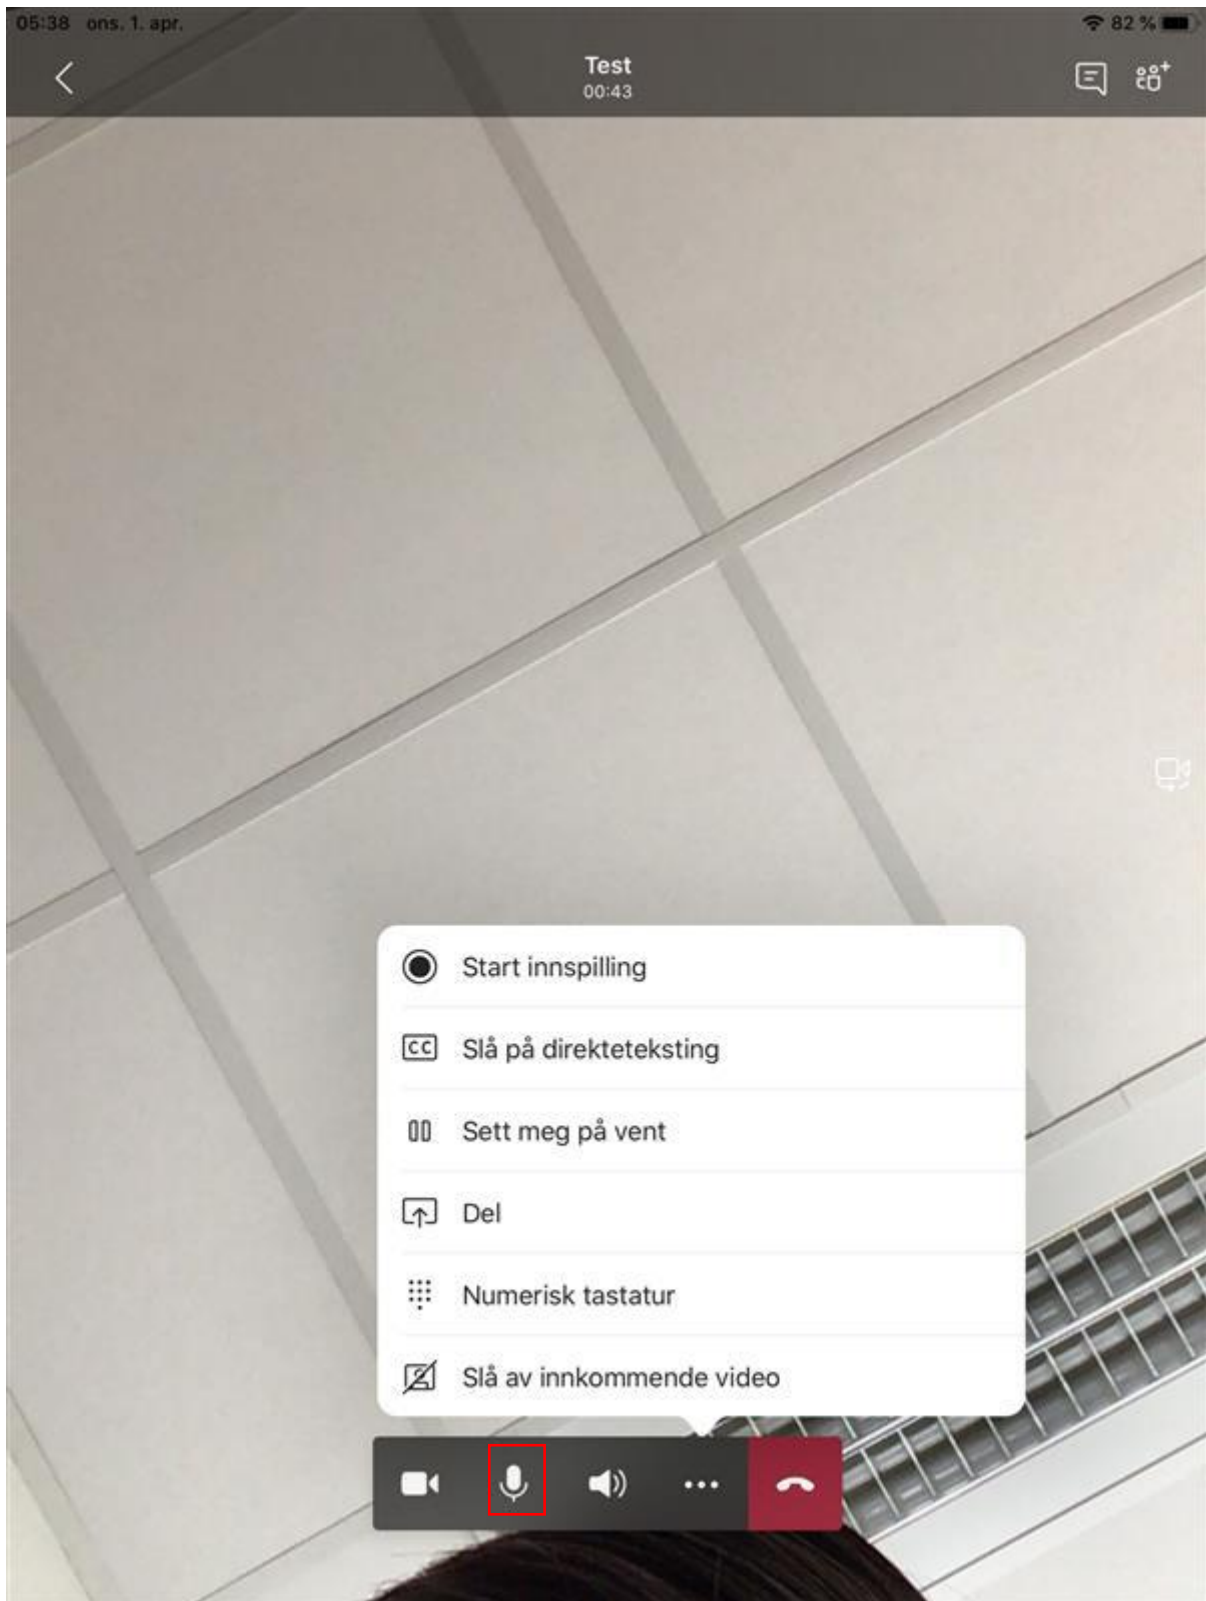 05:38 ons. 1. apr.
82 %
Test
00:43
Start innspilling
CC Slå på direkteteksting
Sett meg på vent
Del
Numerisk tastatur
Slå av innkommende video